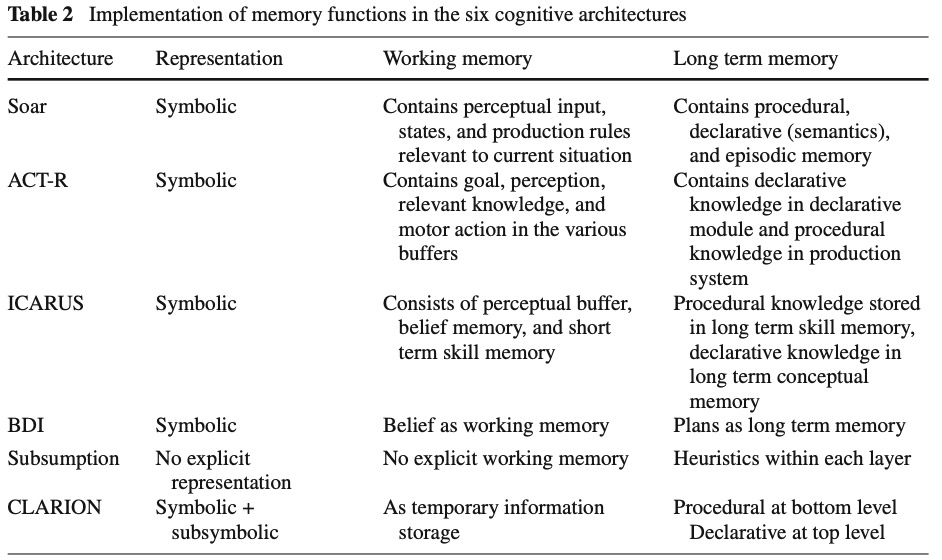 Table 2 Implementation of memory functions in the six cognitive architectures
Architecture Representation Working memory Long term memory
Soar Symbolic Contains perceptual input, Contains procedural,
states, and production rules declarative (semantics),
relevant to current situation and episodic memory
ACT-R Symbolic Contains goal, perception, Contains declarative
relevant knowledge, and knowledge in declarative
motor action in the various module and procedural
buffers knowledge in production
system
ICARUS Symbolic Consists of perceptual buffer, Procedural knowledge stored
belief memory, and short in long term skill memory,
term skill memory declarative knowledge in
long term conceptual
memory
BDI Symbolic Belief as working memory Plans as long term memory
Subsumption No explicit No explicit working memory Heuristics within each layer
representation
CLARION Symbolic + As temporary information Procedural at bottom level
subsymbolic storage Declarative at top level